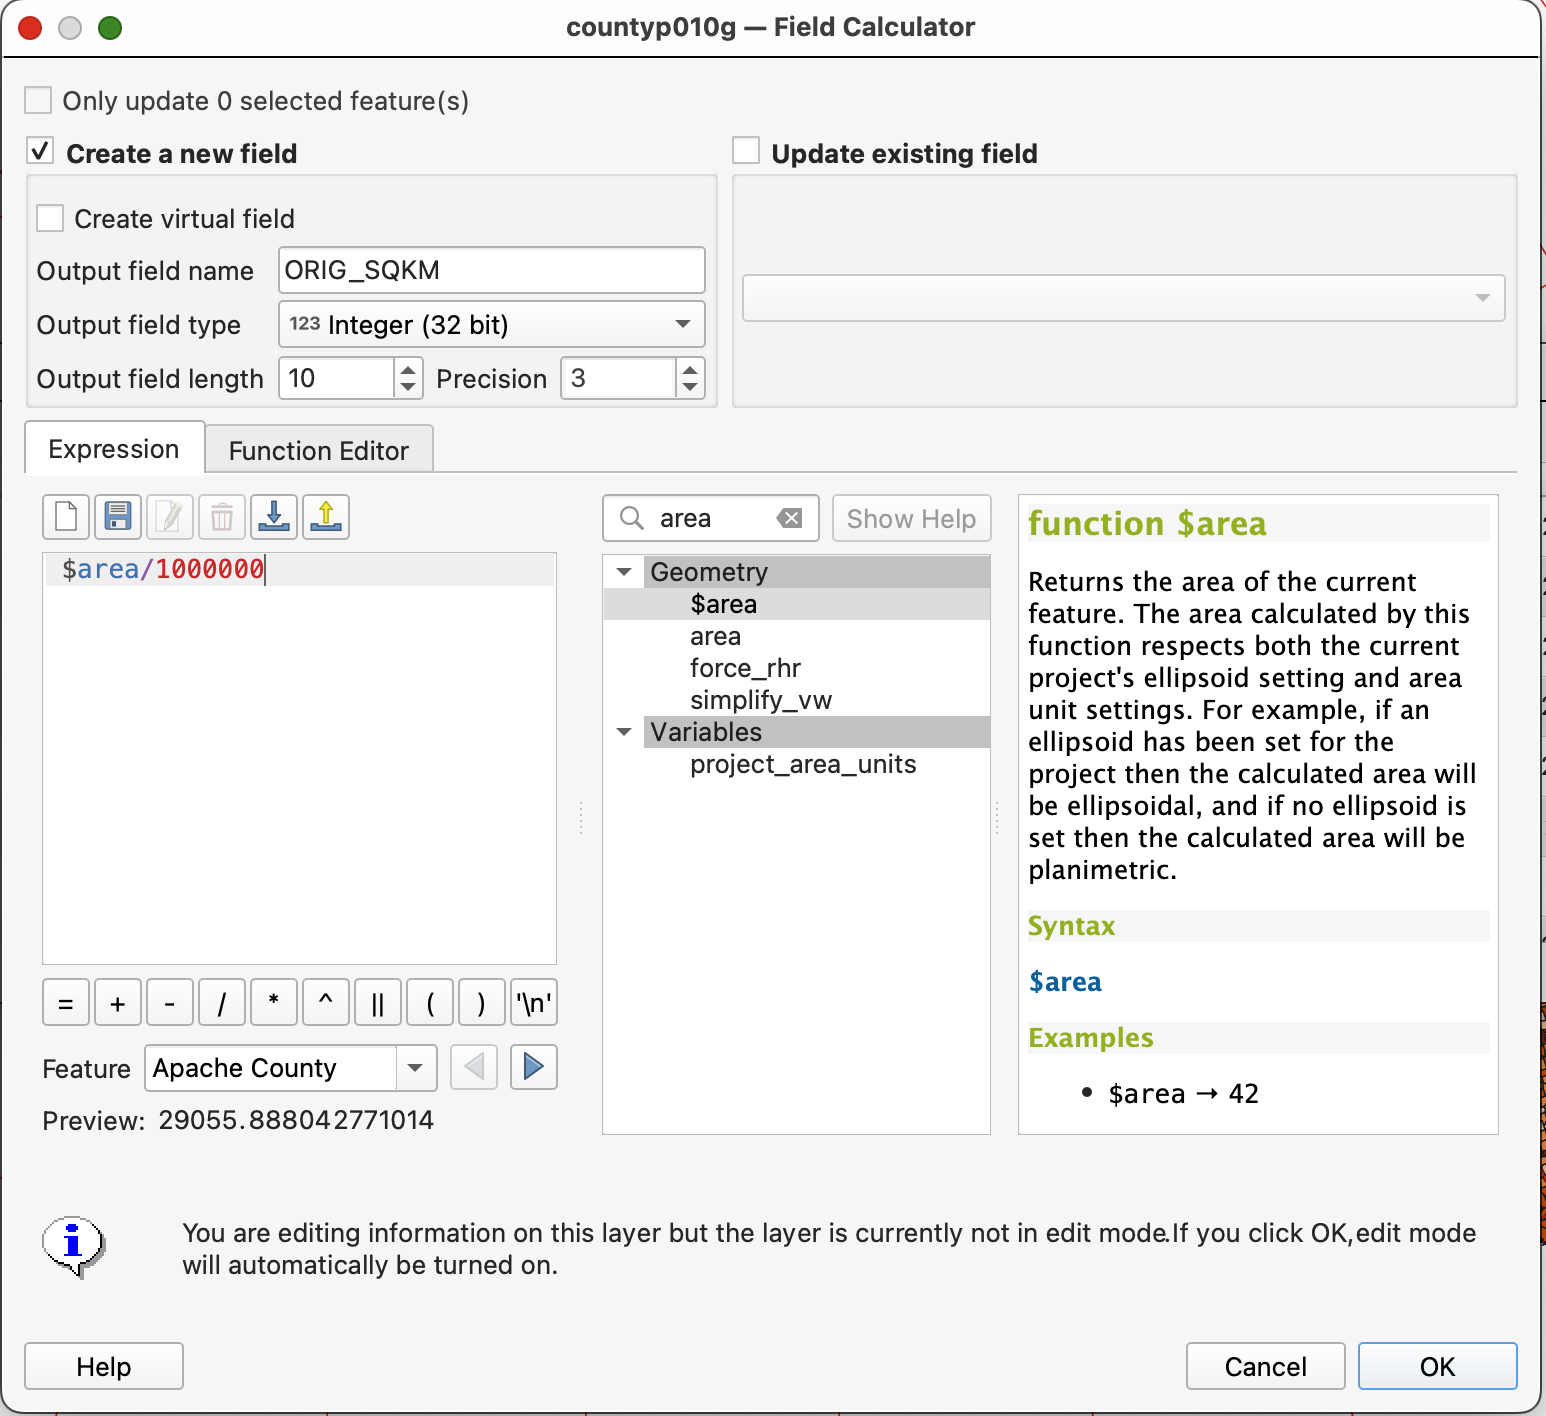 countyp010g — Field Calculator
Only update 0 selected feature(s)
Create a new field
Update existing field
Create virtual field
Output field name ORIG_SQKM
Output field type 123 Integer (32 bit)
Output field length 10 Precision 3
Expression Function Editor
area Show Help
$area/1000000
Geometry
$area
area
force_rhr
simplify_vw
Variables
project_area_units
function $area
Returns the area of the current
feature. The area calculated by this
function respects both the current
project's ellipsoid setting and area
unit settings. For example, if an
ellipsoid has been set for the
project then the calculated area will
be ellipsoidal, and if no ellipsoid is
set then the calculated area will be
planimetric.
Syntax
$area
Examples
• $area → 42
= + - / * ^ || ( ) '\n'
Feature Apache County
Preview: 29055.888042771014
You are editing information on this layer but the layer is currently not in edit mode.If you click OK,edit mode
will automatically be turned on.
Help Cancel OK